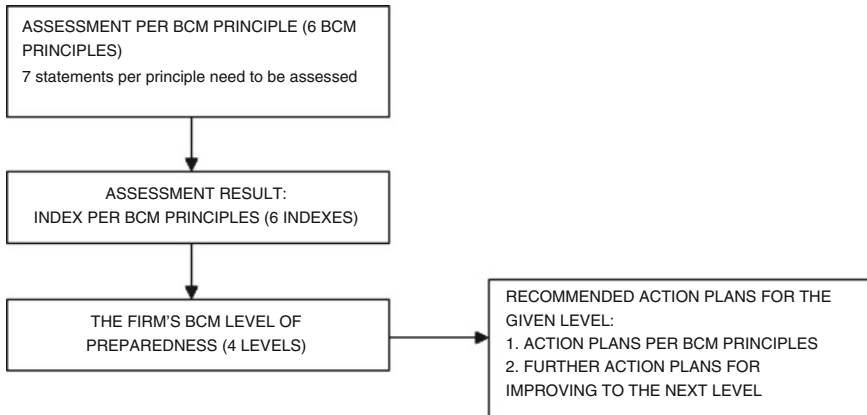 ASSESSMENT PER BCM PRINCIPLE (6 BCM
PRINCIPLES)
7 statements per principle need to be assessed
ASSESSMENT RESULT:
INDEX PER BCM PRINCIPLES (6 INDEXES)
THE FIRM'S BCM LEVEL OF
PREPAREDNESS (4 LEVELS)
RECOMMENDED ACTION PLANS FOR THE
GIVEN LEVEL:
1. ACTION PLANS PER BCM PRINCIPLES
2. FURTHER ACTION PLANS FOR
IMPROVING TO THE NEXT LEVEL